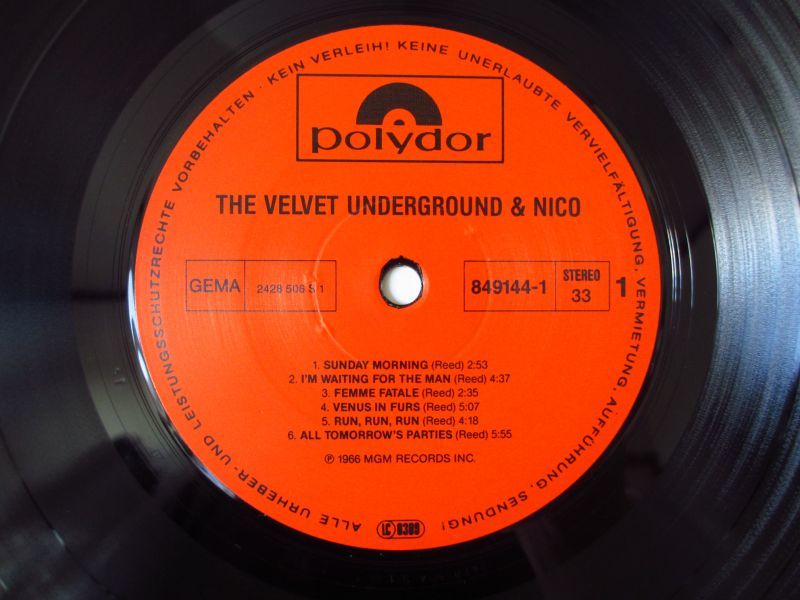 polydor
THE VELVET UNDERGROUND & NICO
GEMA
2428 506 S 1
849144-1
STEREO
33
1
1. SUNDAY MORNING (Reed) 2:53
2. I'M WAITING FOR THE MAN (Reed) 4:37
3. FEMME FATALE (Reed) 2:35
4. VENUS IN FURS (Reed) 5:07
5. RUN, RUN, RUN (Reed) 4:18
6. ALL TOMORROW'S PARTIES (Reed) 5:55
℗ 1966 MGM RECORDS INC.
LC 0309
ALLE URHEBER- UND LEISTUNGSSCHUTZRECHTE VORBEHALTEN · KEIN VERLEIH! KEINE UNERLAUBTE VERVIELFÄLTIGUNG, VERMIETUNG, AUFFÜHRUNG, SENDUNG!